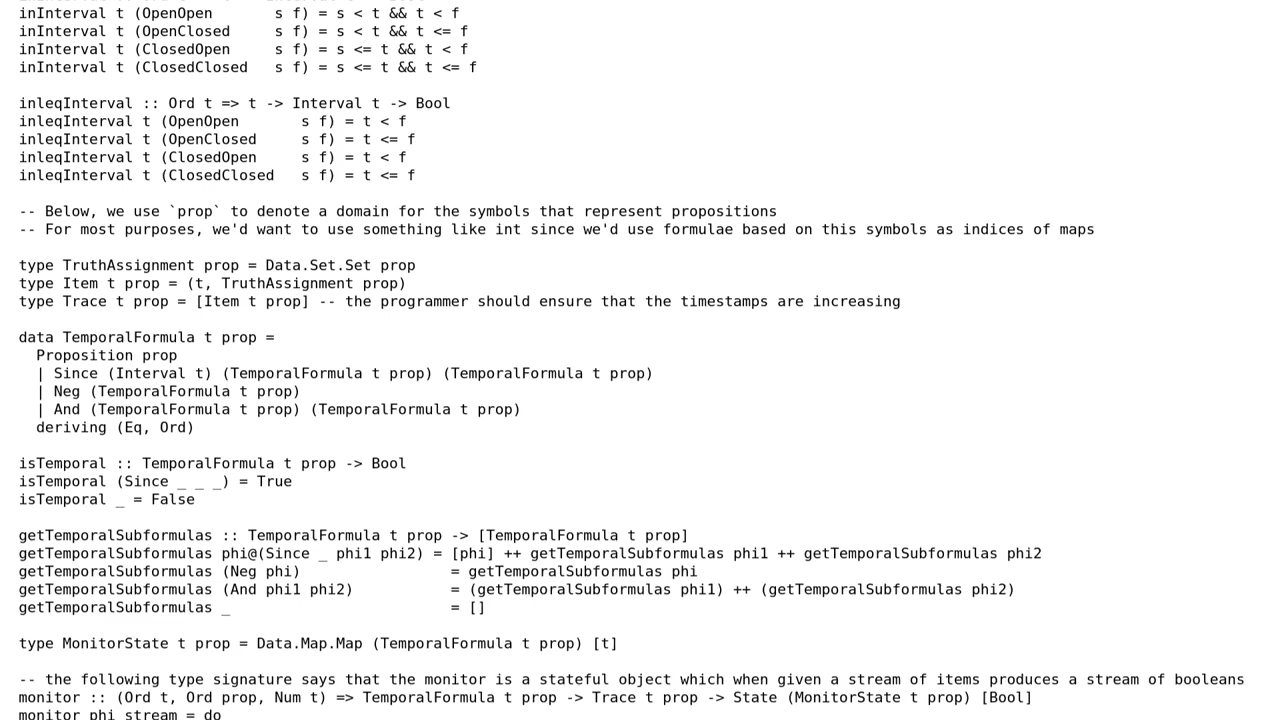 inInterval t (OpenOpen       s f) = s < t && t < f
inInterval t (OpenClosed     s f) = s < t && t <= f
inInterval t (ClosedOpen     s f) = s <= t && t < f
inInterval t (ClosedClosed   s f) = s <= t && t <= f

inleqInterval :: Ord t => t -> Interval t -> Bool
inleqInterval t (OpenOpen       s f) = t < f
inleqInterval t (OpenClosed     s f) = t <= f
inleqInterval t (ClosedOpen     s f) = t < f
inleqInterval t (ClosedClosed   s f) = t <= f

-- Below, we use `prop` to denote a domain for the symbols that represent propositions
-- For most purposes, we'd want to use something like int since we'd use formulae based on this symbols as indices of maps

type TruthAssignment prop = Data.Set.Set prop
type Item t prop = (t, TruthAssignment prop)
type Trace t prop = [Item t prop] -- the programmer should ensure that the timestamps are increasing

data TemporalFormula t prop =
  Proposition prop
  | Since (Interval t) (TemporalFormula t prop) (TemporalFormula t prop)
  | Neg (TemporalFormula t prop)
  | And (TemporalFormula t prop) (TemporalFormula t prop)
  deriving (Eq, Ord)

isTemporal :: TemporalFormula t prop -> Bool
isTemporal (Since _ _ _) = True
isTemporal _ = False

getTemporalSubformulas :: TemporalFormula t prop -> [TemporalFormula t prop]
getTemporalSubformulas phi@(Since _ phi1 phi2) = [phi] ++ getTemporalSubformulas phi1 ++ getTemporalSubformulas phi2
getTemporalSubformulas (Neg phi)                 = getTemporalSubformulas phi
getTemporalSubformulas (And phi1 phi2)           = (getTemporalSubformulas phi1) ++ (getTemporalSubformulas phi2)
getTemporalSubformulas _                         = []

type MonitorState t prop = Data.Map.Map (TemporalFormula t prop) [t]

-- the following type signature says that the monitor is a stateful object which when given a stream of items produces a stream of booleans
monitor :: (Ord t, Ord prop, Num t) => TemporalFormula t prop -> Trace t prop -> State (MonitorState t prop) [Bool]
monitor phi stream = do